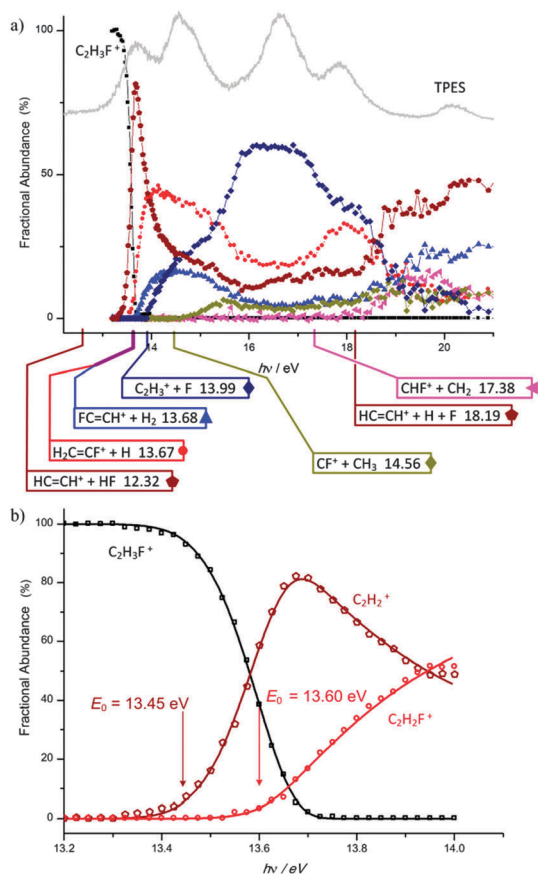 a)
100
50
0
Fractional Abundance (%)
C₂H₃F⁺
TPES
14 16 18 20
hν / eV
C₂H₃⁺ + F 13.99
FC=CH⁺ + H₂ 13.68
H₂C=CF⁺ + H 13.67
HC=CH⁺ + HF 12.32
CHF⁺ + CH₂ 17.38
HC=CH⁺ + H + F 18.19
CF⁺ + CH₃ 14.56
b)
100
80
60
40
20
0
Fractional Abundance (%)
C₂H₃F⁺
C₂H₂⁺
E₀ = 13.45 eV
E₀ = 13.60 eV
C₂H₂F⁺
13.2 13.4 13.6 13.8 14.0
hν / eV